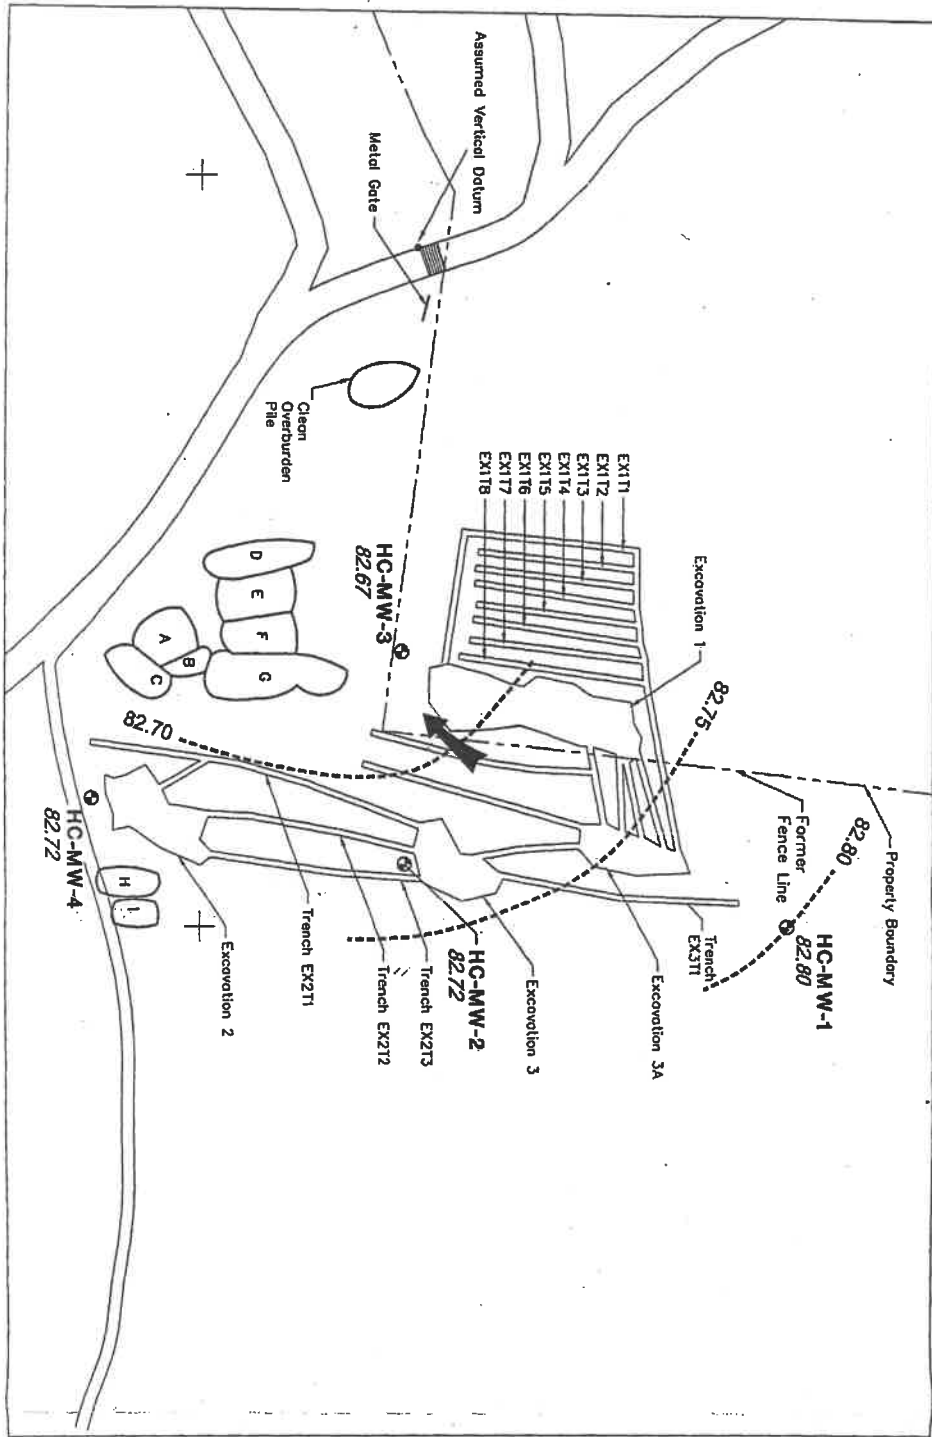 Assumed Vertical Datum
Metal Gate
Clean
Overburden
Pile
EX1T1
EX1T2
EX1T3
EX1T4
EX1T5
EX1T6
EX1T7
EX1T8
Excavation 1
82.75
82.80
Property Boundary
Former
Fence Line
HC-MW-1
82.80
Trench
EX3T1
Excavation 3A
Excavation 3
HC-MW-2
82.72
Trench EX2T3
Trench EX2T2
Trench EX2T1
Excavation 2
HC-MW-3
82.67
82.70
HC-MW-4
82.72
D
E
F
G
A
B
C
H
I